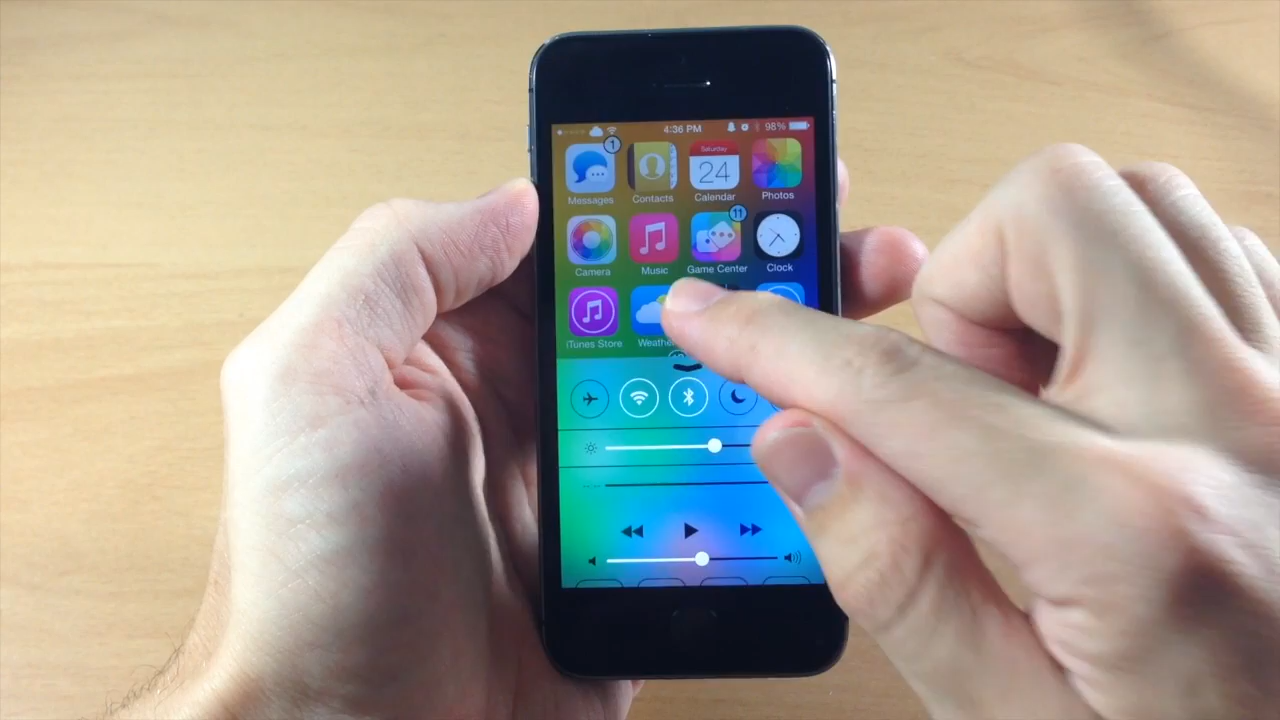 4:36 PM 98%
1
Saturday
24
Messages Contacts Calendar Photos
11
Camera Music Game Center Clock
iTunes Store Weathe